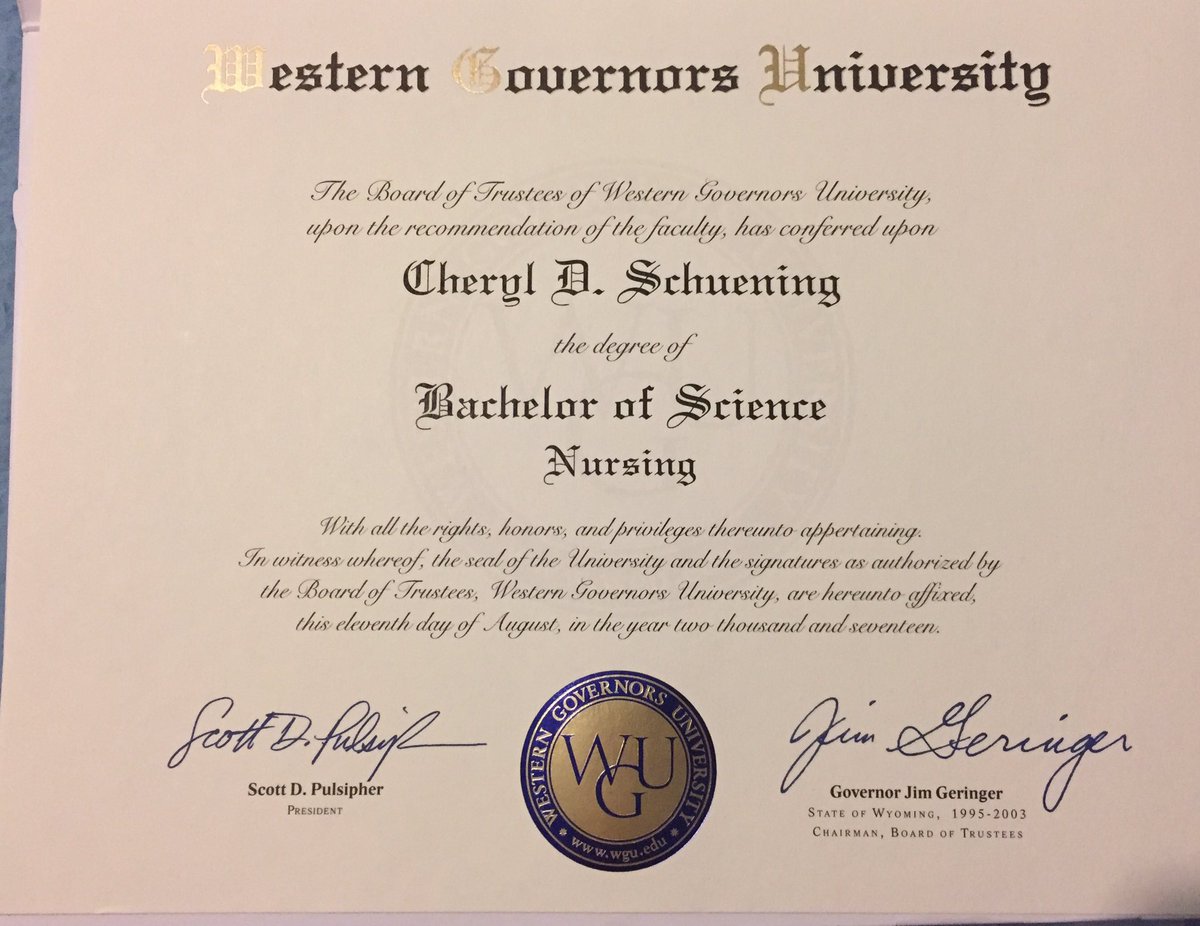 Western Governors University
The Board of Trustees of Western Governors University,
upon the recommendation of the faculty, has conferred upon
Cheryl D. Schuening
the degree of
Bachelor of Science
Nursing
With all the rights, honors, and privileges thereunto appertaining.
In witness whereof, the seal of the University and the signatures as authorized by
the Board of Trustees, Western Governors University, are hereunto affixed,
this eleventh day of August, in the year two thousand and seventeen.
Scott D. Pulsipher
Jim Geringer
WESTERN GOVERNORS UNIVERSITY
WGU
www.wgu.edu
Scott D. Pulsipher
PRESIDENT
Governor Jim Geringer
STATE OF WYOMING, 1995-2003
CHAIRMAN, BOARD OF TRUSTEES